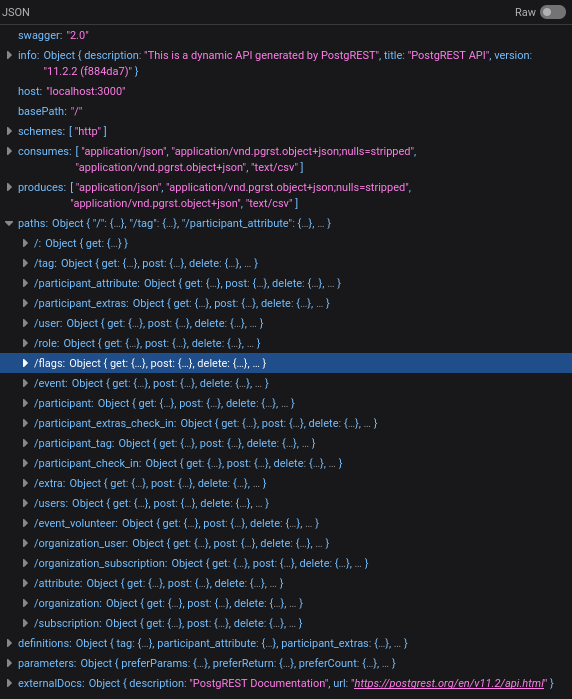 JSON Raw
swagger: "2.0"
info: Object { description: "This is a dynamic API generated by PostgREST", title: "PostgREST API", version:
"11.2.2 (f884da7)" }
host: "localhost:3000"
basePath: "/"
schemes: [ "http" ]
consumes: [ "application/json", "application/vnd.pgrst.object+json;nulls=stripped",
"application/vnd.pgrst.object+json", "text/csv" ]
produces: [ "application/json", "application/vnd.pgrst.object+json;nulls=stripped",
"application/vnd.pgrst.object+json", "text/csv" ]
paths: Object { "/": {…}, "/tag": {…}, "/participant_attribute": {…}, … }
/: Object { get: {…} }
/tag: Object { get: {…}, post: {…}, delete: {…}, … }
/participant_attribute: Object { get: {…}, post: {…}, delete: {…}, … }
/participant_extras: Object { get: {…}, post: {…}, delete: {…}, … }
/user: Object { get: {…}, post: {…}, delete: {…}, … }
/role: Object { get: {…}, post: {…}, delete: {…}, … }
/flags: Object { get: {…}, post: {…}, delete: {…}, … }
/event: Object { get: {…}, post: {…}, delete: {…}, … }
/participant: Object { get: {…}, post: {…}, delete: {…}, … }
/participant_extras_check_in: Object { get: {…}, post: {…}, delete: {…}, … }
/participant_tag: Object { get: {…}, post: {…}, delete: {…}, … }
/participant_check_in: Object { get: {…}, post: {…}, delete: {…}, … }
/extra: Object { get: {…}, post: {…}, delete: {…}, … }
/users: Object { get: {…}, post: {…}, delete: {…}, … }
/event_volunteer: Object { get: {…}, post: {…}, delete: {…}, … }
/organization_user: Object { get: {…}, post: {…}, delete: {…}, … }
/organization_subscription: Object { get: {…}, post: {…}, delete: {…}, … }
/attribute: Object { get: {…}, post: {…}, delete: {…}, … }
/organization: Object { get: {…}, post: {…}, delete: {…}, … }
/subscription: Object { get: {…}, post: {…}, delete: {…}, … }
definitions: Object { tag: {…}, participant_attribute: {…}, participant_extras: {…}, … }
parameters: Object { preferParams: {…}, preferReturn: {…}, preferCount: {…}, … }
externalDocs: Object { description: "PostgREST Documentation", url: "https://postgrest.org/en/v11.2/api.html" }